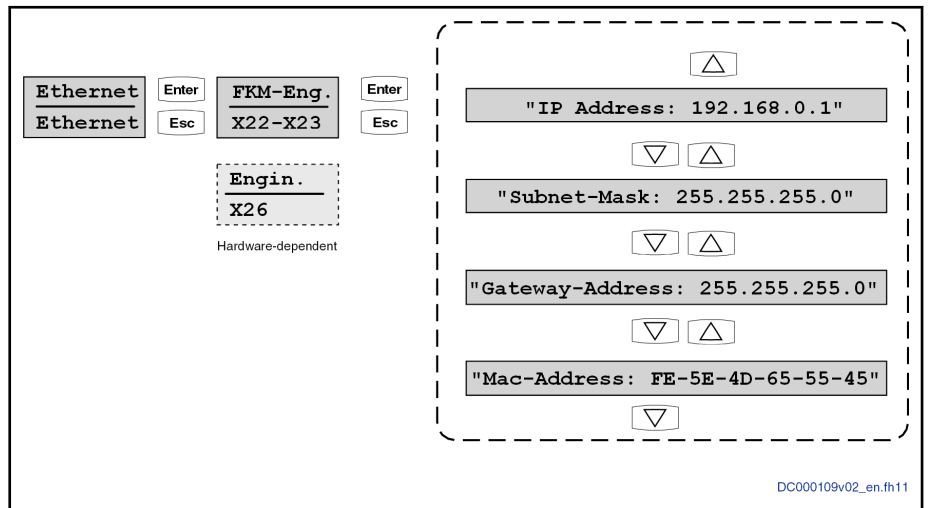 Ethernet
Ethernet
Enter
Esc
FKM-Eng.
X22-X23
Enter
Esc
Engin.
X26
Hardware-dependent
"IP Address: 192.168.0.1"
"Subnet-Mask: 255.255.255.0"
"Gateway-Address: 255.255.255.0"
"Mac-Address: FE-5E-4D-65-55-45"
DC000109v02_en.fh11